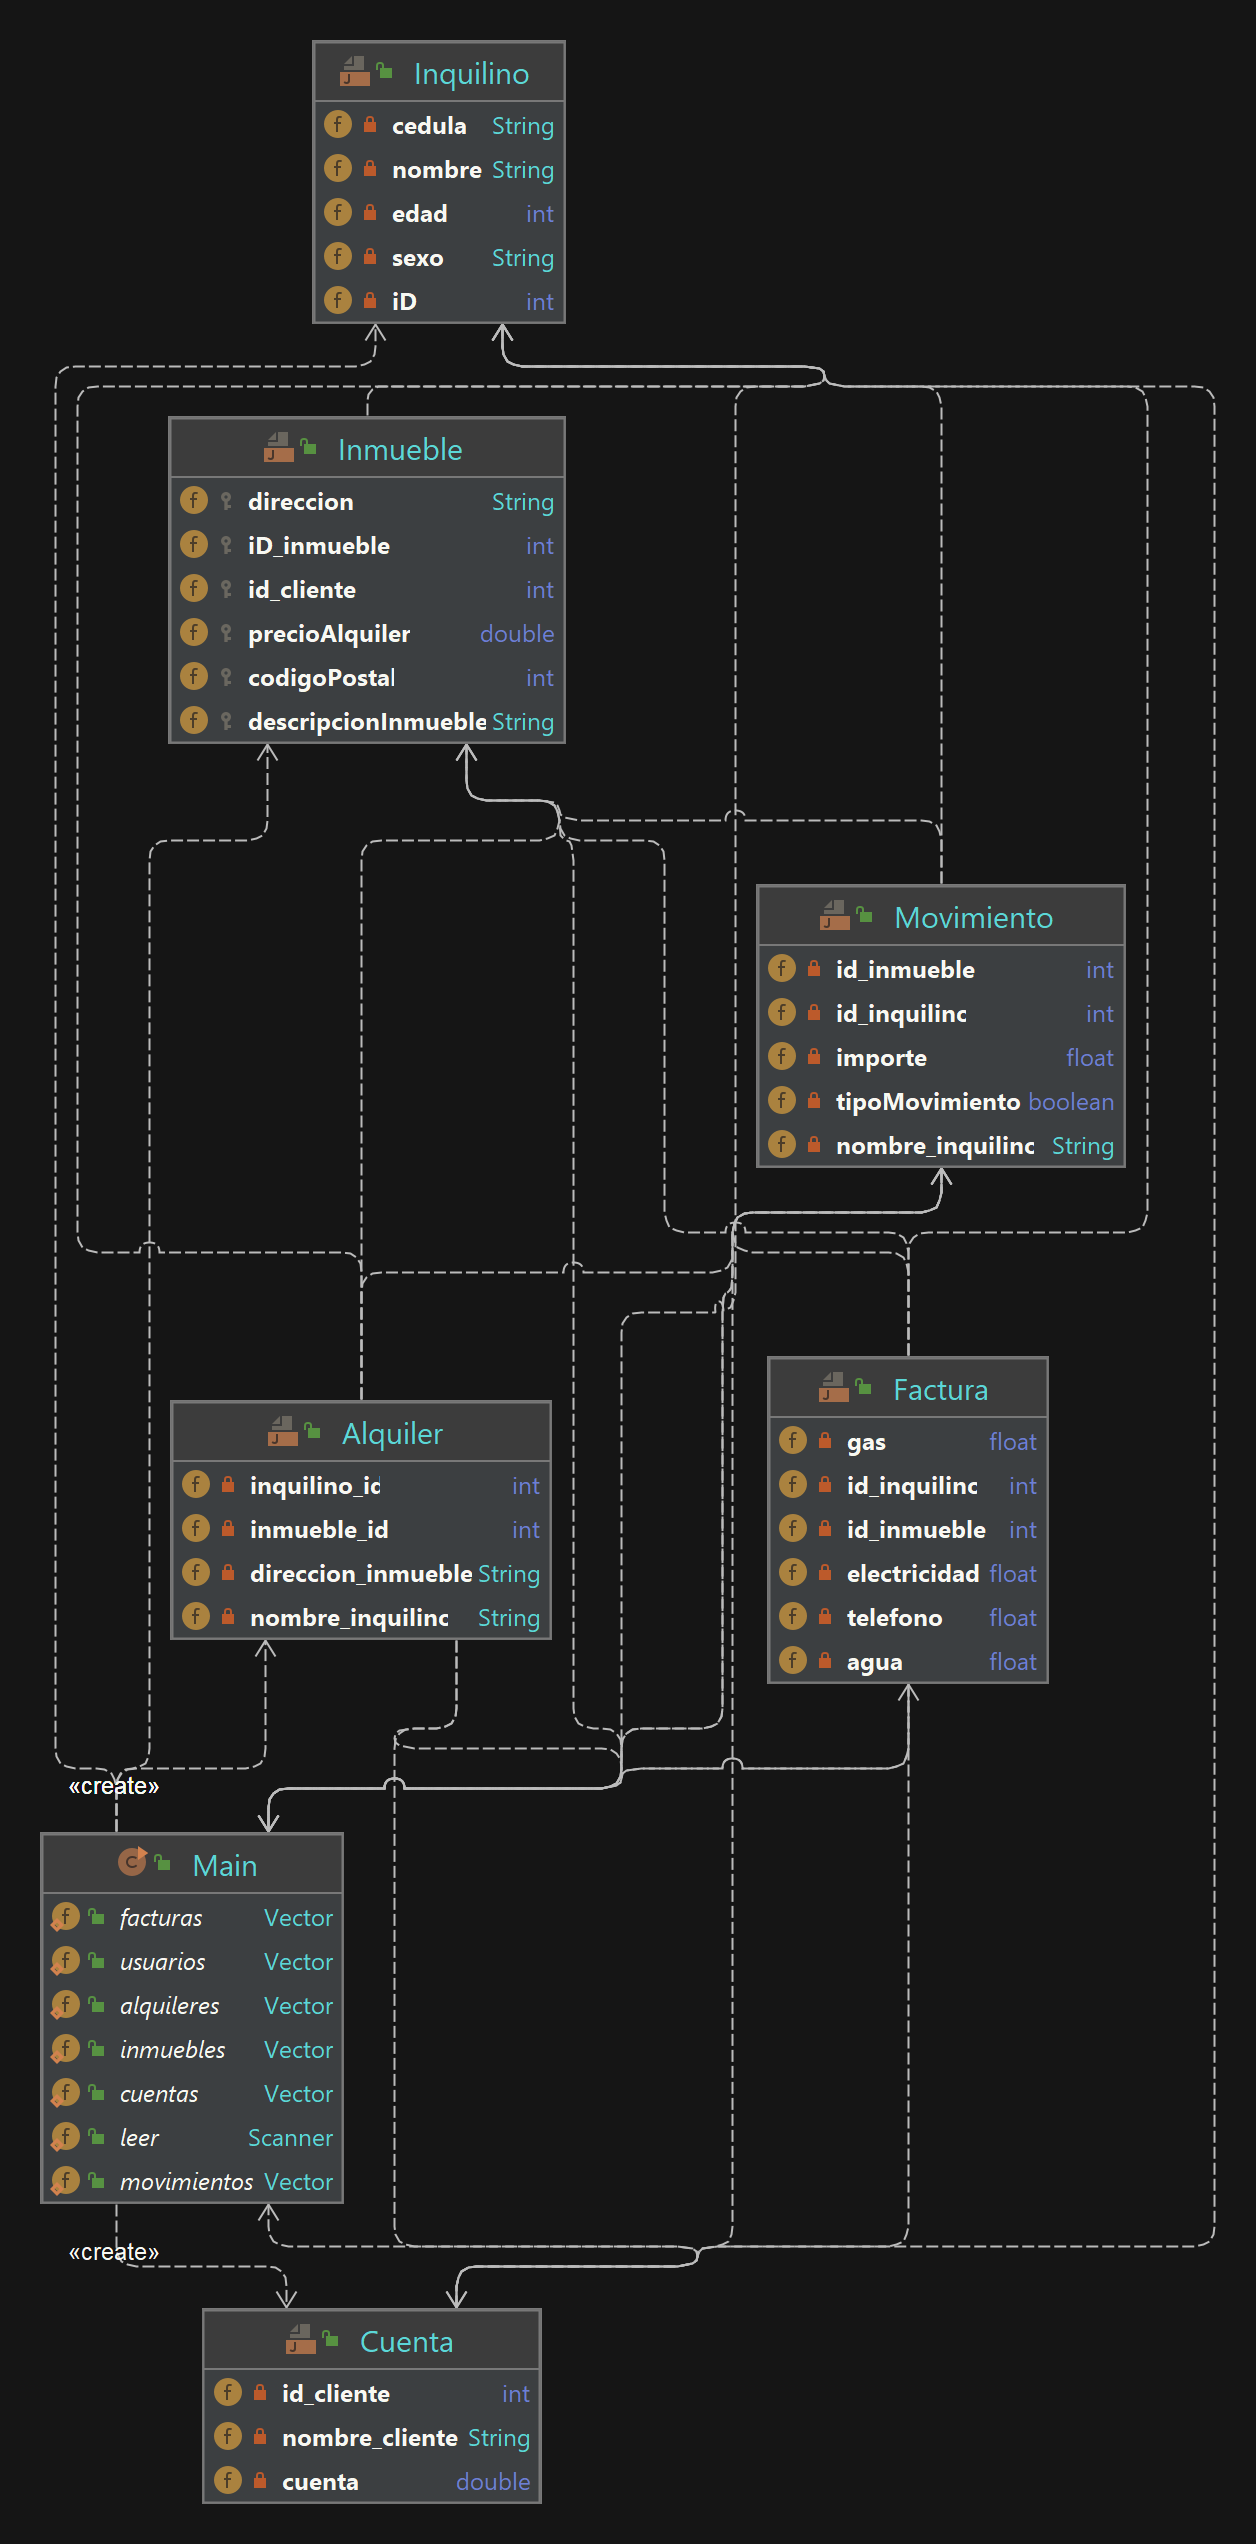 Inquilino
cedula String
nombre String
edad int
sexo String
iD int
Inmueble
direccion String
iD_inmueble int
id_cliente int
precioAlquiler double
codigoPostal int
descripcionInmueble String
Movimiento
id_inmueble int
id_inquilino int
importe float
tipoMovimiento boolean
nombre_inquilino String
Factura
gas float
id_inquilino int
id_inmueble int
electricidad float
telefono float
agua float
Alquiler
inquilino_id int
inmueble_id int
direccion_inmueble String
nombre_inquilino String
«create»
Main
facturas Vector
usuarios Vector
alquileres Vector
inmuebles Vector
cuentas Vector
leer Scanner
movimientos Vector
«create»
Cuenta
id_cliente int
nombre_cliente String
cuenta double